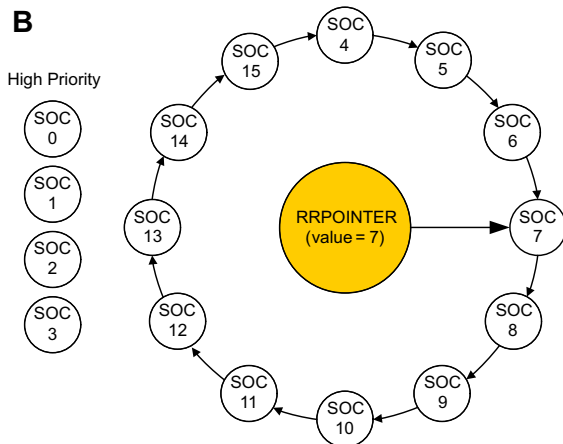 B
High Priority
SOC
0
SOC
1
SOC
2
SOC
3
SOC
4
SOC
5
SOC
6
SOC
7
SOC
8
SOC
9
SOC
10
SOC
11
SOC
12
SOC
13
SOC
14
SOC
15
RRPOINTER
(value = 7)